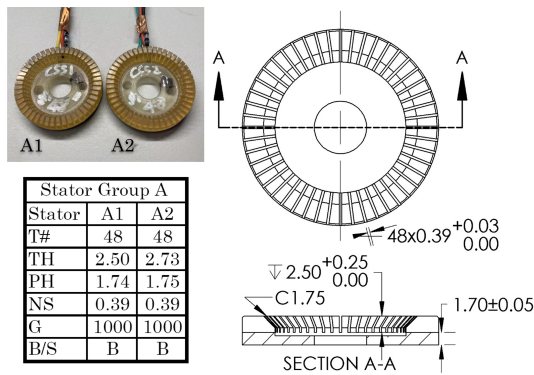 A1
A2
Stator Group A
Stator A1 A2
T# 48 48
TH 2.50 2.73
PH 1.74 1.75
NS 0.39 0.39
G 1000 1000
B/S B B
A A
48x0.39 +0.03
0.00
↧ 2.50 +0.25
0.00
C1.75
1.70±0.05
SECTION A-A